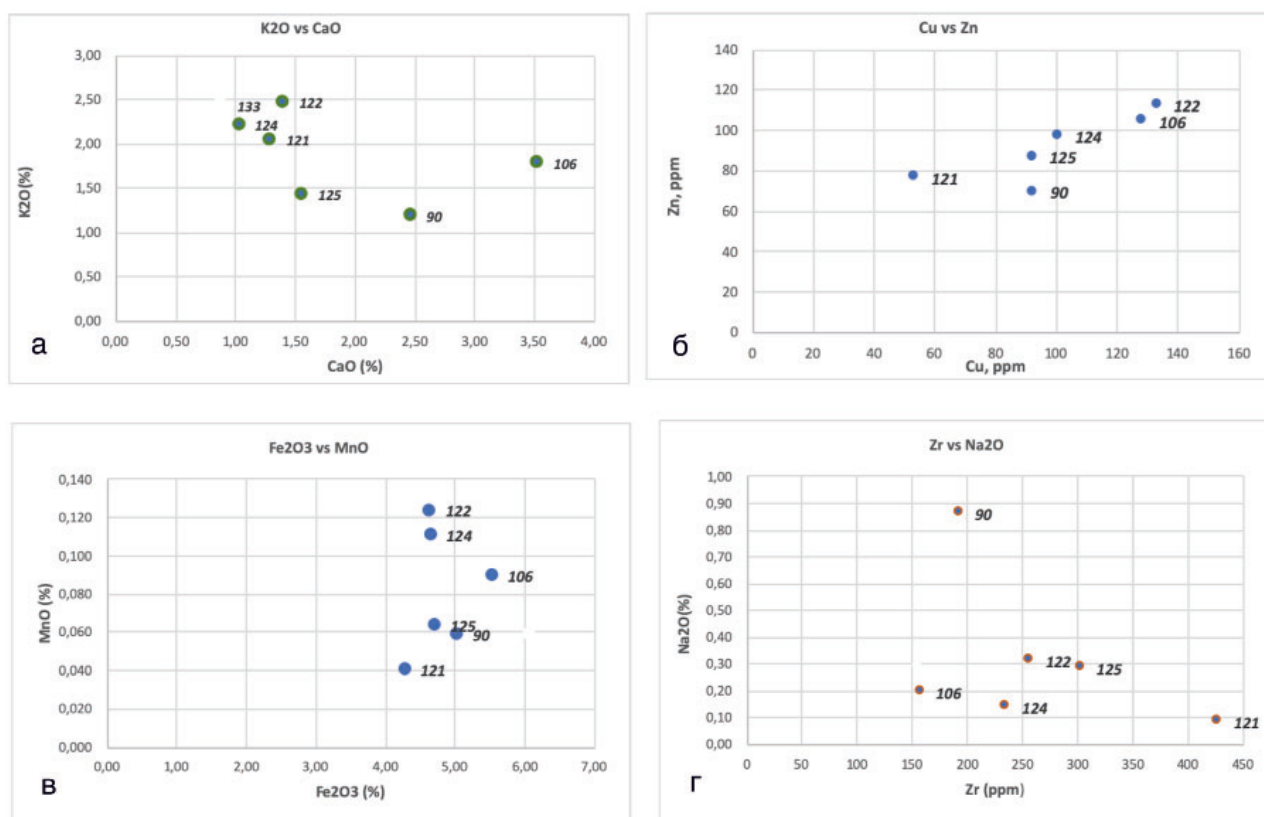 K2O vs CaO
3,00
2,50
2,00
1,50
1,00
0,50
0,00
K2O(%)
133
122
124
121
106
125
90
0,00 0,50 1,00 1,50 2,00 2,50 3,00 3,50 4,00
CaO (%)
а
Cu vs Zn
140
120
100
80
60
40
20
0
Zn, ppm
122
106
124
125
121
90
0 20 40 60 80 100 120 140 160
Cu, ppm
б
Fe2O3 vs MnO
0,140
0,120
0,100
0,080
0,060
0,040
0,020
0,000
MnO (%)
122
124
106
125
90
121
0,00 1,00 2,00 3,00 4,00 5,00 6,00 7,00
Fe2O3 (%)
в
Zr vs Na2O
1,00
0,90
0,80
0,70
0,60
0,50
0,40
0,30
0,20
0,10
0,00
Na2O(%)
90
122
125
106
124
121
0 50 100 150 200 250 300 350 400 450
Zr (ppm)
г